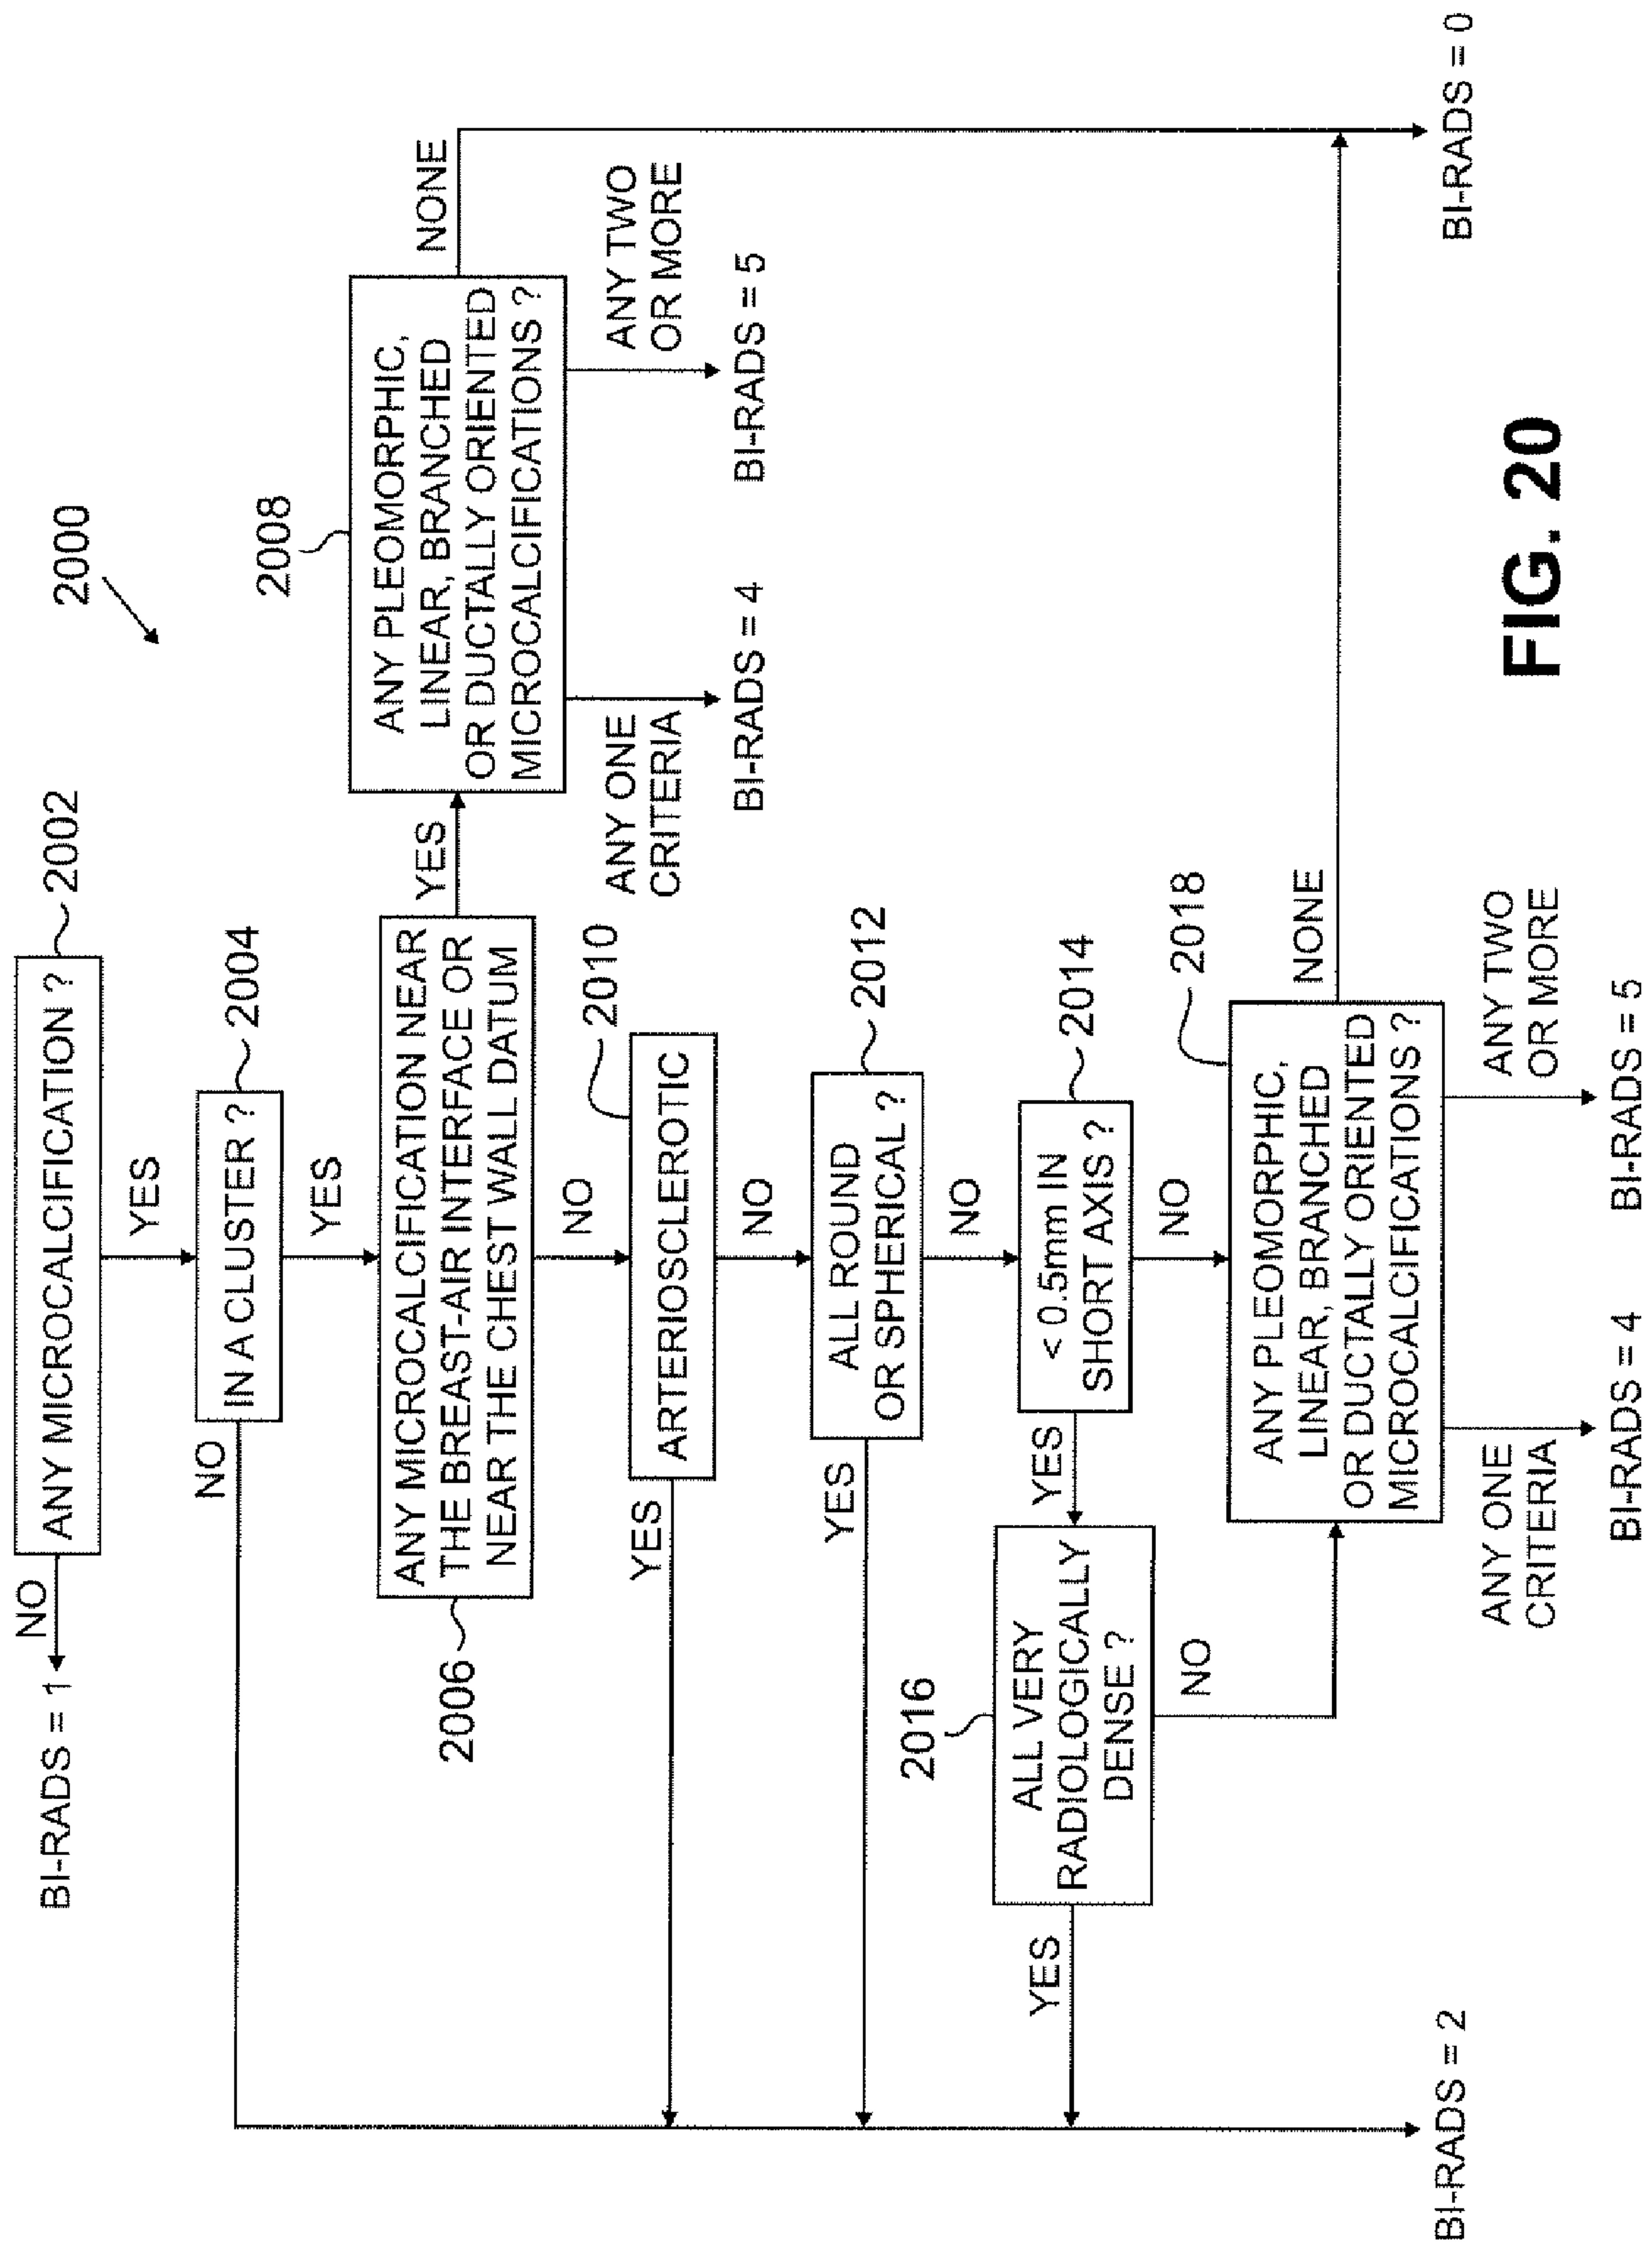 2000
ANY MICROCALCIFICATION ?
2002
NO
BI-RADS = 1
YES
IN A CLUSTER ?
2004
NO
YES
ANY MICROCALCIFICATION NEAR
THE BREAST-AIR INTERFACE OR
NEAR THE CHEST WALL DATUM
2006
YES
2008
ANY PLEOMORPHIC,
LINEAR, BRANCHED
OR DUCTALLY ORIENTED
MICROCALCIFICATIONS ?
NONE
ANY ONE
CRITERIA
BI-RADS = 4
ANY TWO
OR MORE
BI-RADS = 5
NO
2010
ARTERIOSCLEROTIC
YES
NO
2012
ALL ROUND
OR SPHERICAL ?
YES
NO
2014
< 0.5mm IN
SHORT AXIS ?
YES
NO
2016
ALL VERY
RADIOLOGICALLY
DENSE ?
YES
NO
2018
ANY PLEOMORPHIC,
LINEAR, BRANCHED
OR DUCTALLY ORIENTED
MICROCALCIFICATIONS ?
NONE
BI-RADS = 2
ANY ONE
CRITERIA
BI-RADS = 4
ANY TWO
OR MORE
BI-RADS = 5
BI-RADS = 0
FIG. 20